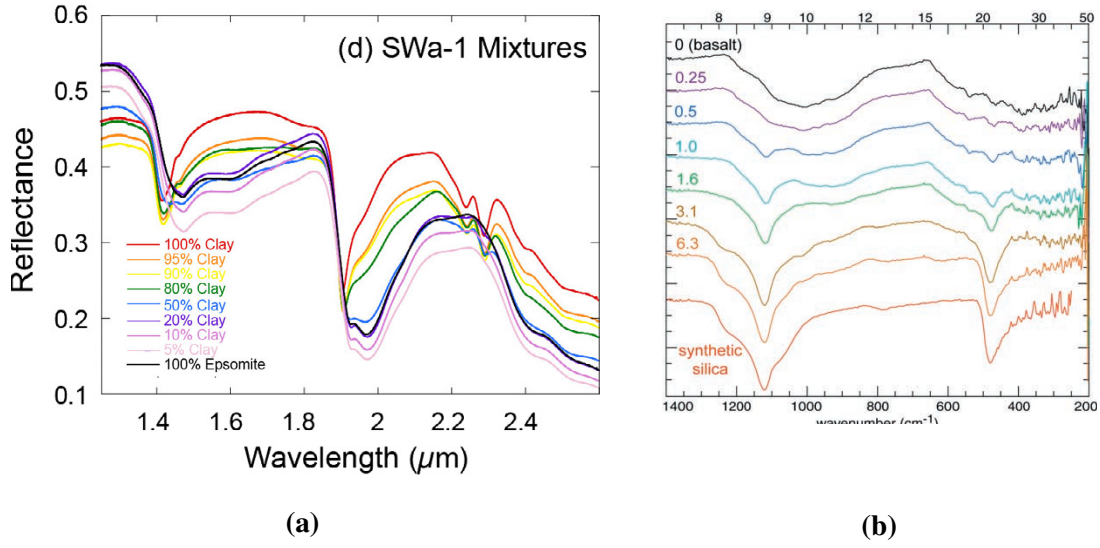 (d) SWa-1 Mixtures
0.6
0.5
0.4
0.3
0.2
0.1
Reflectance
100% Clay
95% Clay
90% Clay
80% Clay
50% Clay
20% Clay
10% Clay
5% Clay
100% Epsomite
1.4 1.6 1.8 2 2.2 2.4
Wavelength (µm)
(a)
8 9 10 12 15 20 30 50
0 (basalt)
0.25
0.5
1.0
1.6
3.1
6.3
synthetic
silica
1400 1200 1000 800 600 400 200
wavenumber (cm-1)
(b)